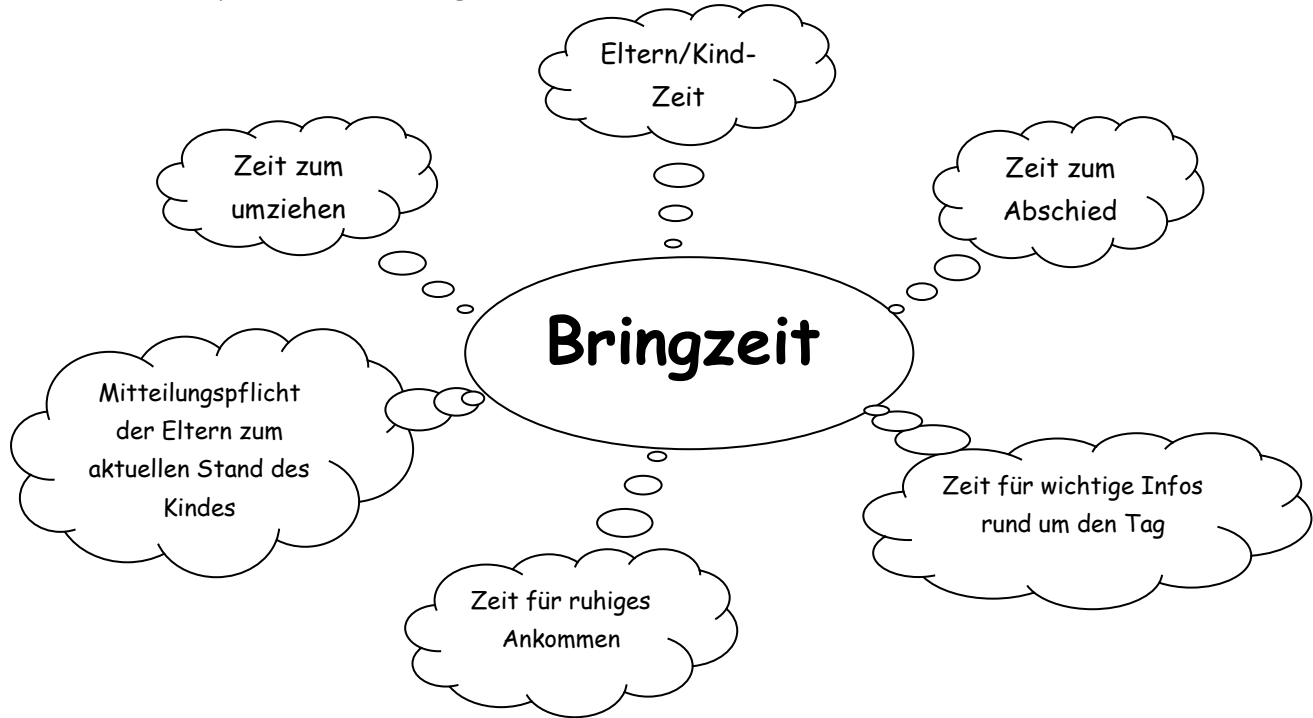 Eltern/Kind-
Zeit
Zeit zum
umziehen
Zeit zum
Abschied
Bringzeit
Mitteilungspflicht
der Eltern zum
aktuellen Stand des
Kindes
Zeit für wichtige Infos
rund um den Tag
Zeit für ruhiges
Ankommen